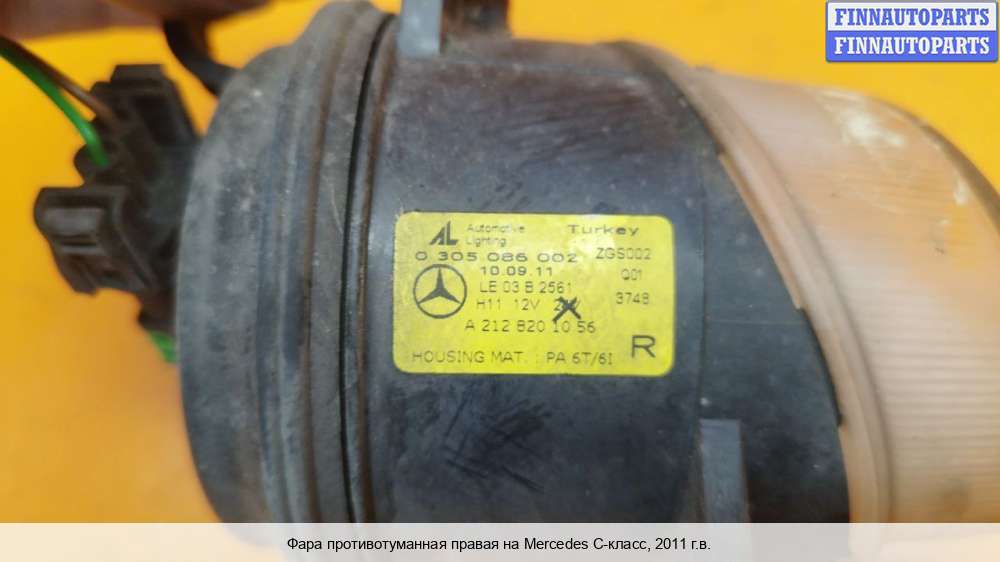 FINNAUTOPARTS
FINNAUTOPARTS
AL Automotive Lighting Turkey
0 305 086 002 ZGS002
10.09.11 Q01
LE 03 B 2561
H11 12V 3748
A 212 820 10 56
HOUSING MAT. : PA 6T/6I R
Фара противотуманная правая на Mercedes C-класс, 2011 г.в.